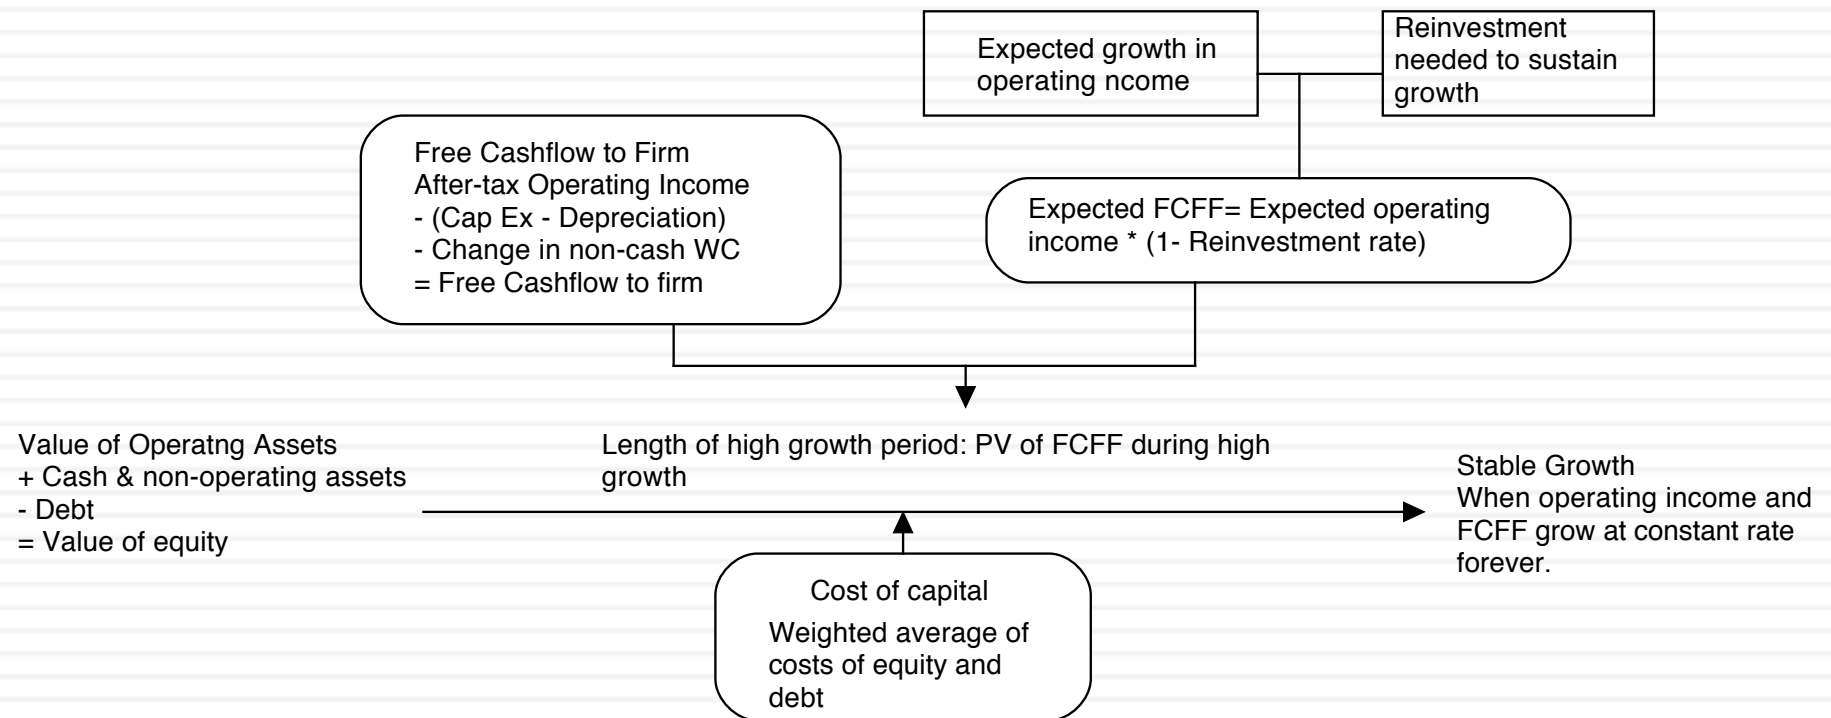 Expected growth in
operating ncome
Reinvestment
needed to sustain
growth
Free Cashflow to Firm
After-tax Operating Income
- (Cap Ex - Depreciation)
- Change in non-cash WC
= Free Cashflow to firm
Expected FCFF= Expected operating
income * (1- Reinvestment rate)
Value of Operatng Assets
+ Cash & non-operating assets
- Debt
= Value of equity
Length of high growth period: PV of FCFF during high
growth
Stable Growth
When operating income and
FCFF grow at constant rate
forever.
Cost of capital
Weighted average of
costs of equity and
debt